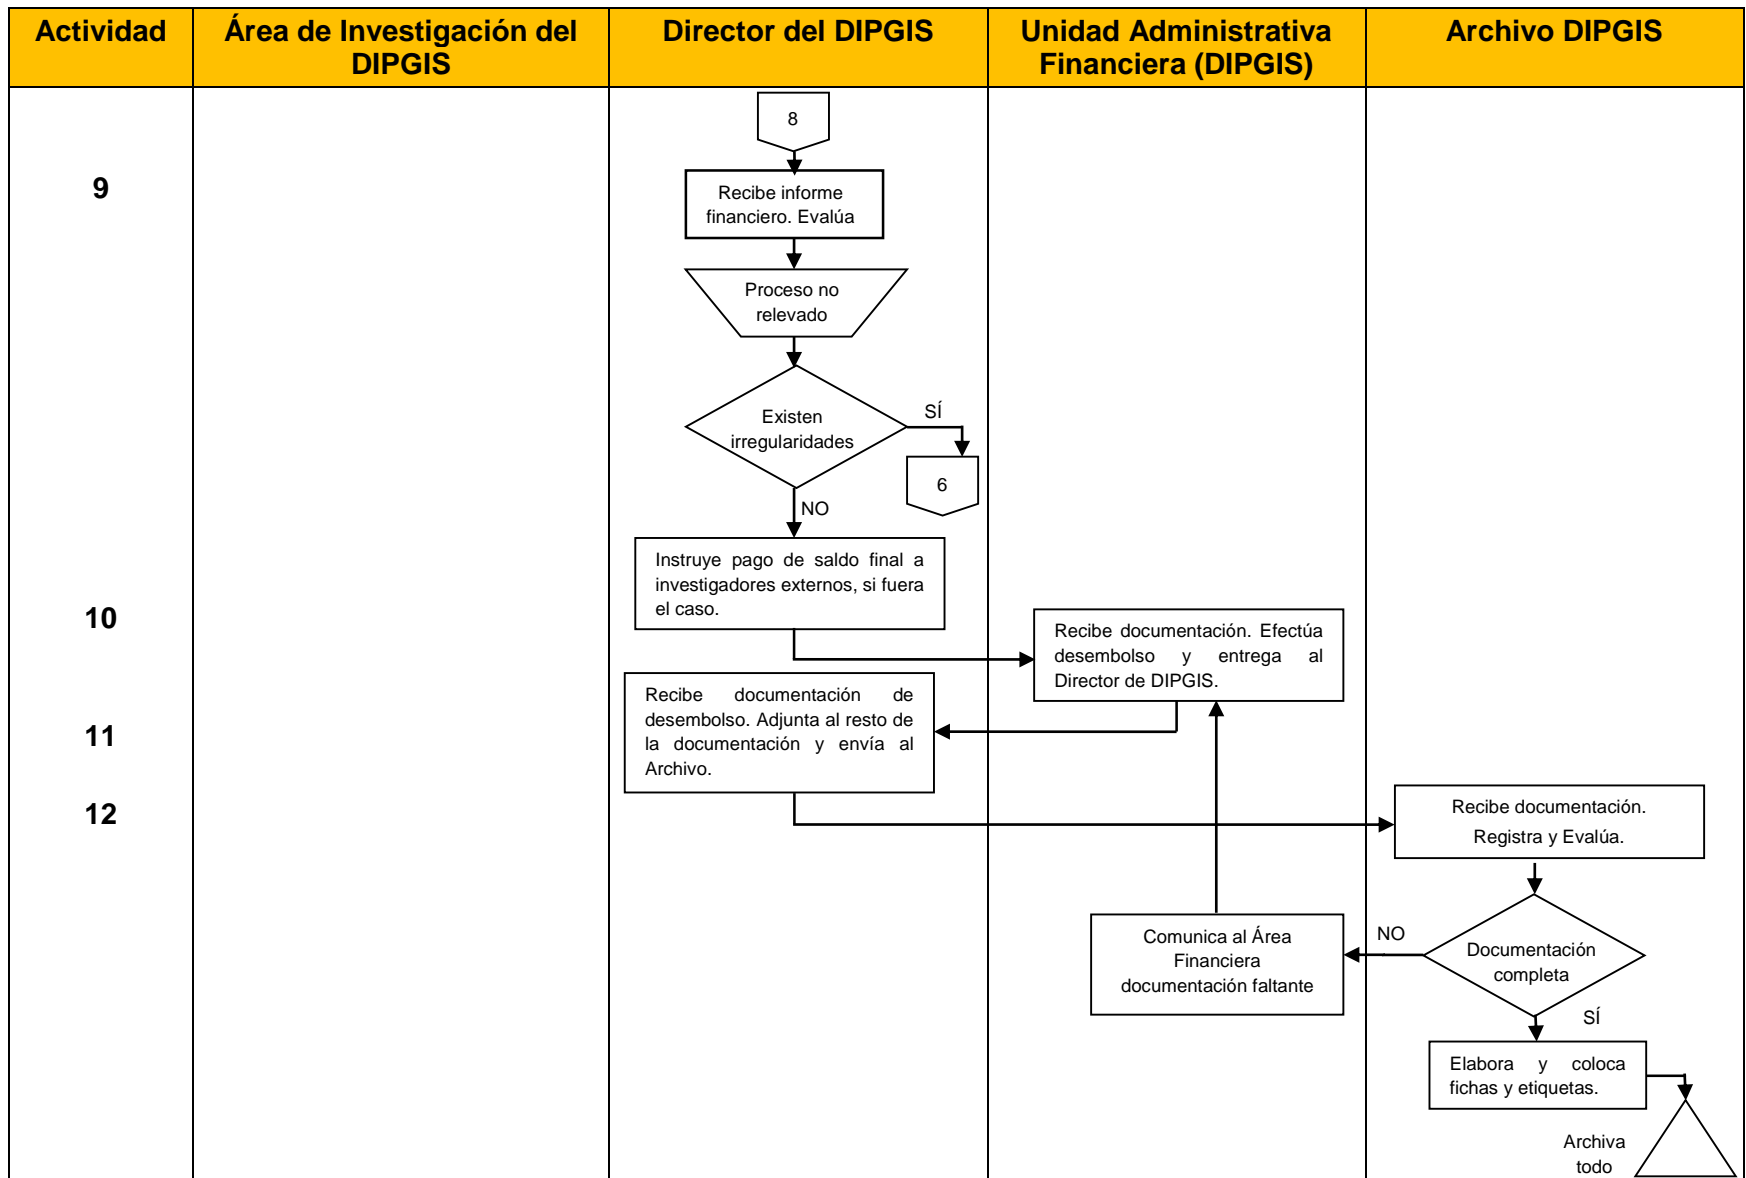 Actividad
Área de Investigación del
DIPGIS
Director del DIPGIS
Unidad Administrativa
Financiera (DIPGIS)
Archivo DIPGIS
8
9
Recibe informe
financiero. Evalúa
Proceso no
relevado
Existen
irregularidades
SÍ
6
NO
Instruye pago de saldo final a
investigadores externos, si fuera
el caso.
10
Recibe documentación. Efectúa
desembolso y entrega al
Director de DIPGIS.
11
Recibe documentación de
desembolso. Adjunta al resto de
la documentación y envía al
Archivo.
12
Recibe documentación.
Registra y Evalúa.
Documentación
completa
NO
Comunica al Área
Financiera
documentación faltante
SÍ
Elabora y coloca
fichas y etiquetas.
Archiva
todo